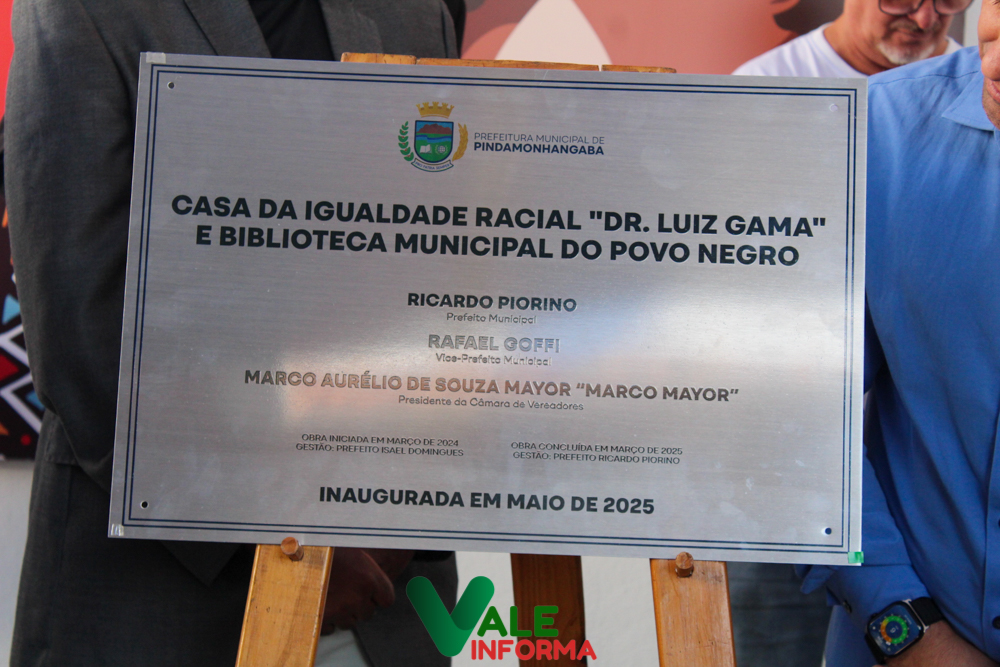 PREFEITURA MUNICIPAL DE
PINDAMONHANGABA
CASA DA IGUALDADE RACIAL "DR. LUIZ GAMA"
E BIBLIOTECA MUNICIPAL DO POVO NEGRO
RICARDO PIORINO
Prefeito Municipal
RAFAEL GOFFI
Vice-Prefeito Municipal
MARCO AURÉLIO DE SOUZA MAYOR “MARCO MAYOR”
Presidente da Câmara de Vereadores
OBRA INICIADA EM MARÇO DE 2024
GESTÃO: PREFEITO ISAEL DOMINGUES
OBRA CONCLUÍDA EM MARÇO DE 2025
GESTÃO: PREFEITO RICARDO PIORINO
INAUGURADA EM MAIO DE 2025
VALE
INFORMA